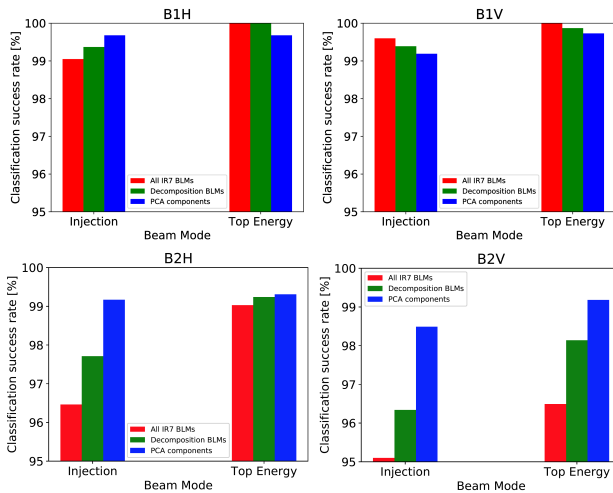 B1H
Classification success rate [%]
100
99
98
97
96
95
All IR7 BLMs
Decomposition BLMs
PCA components
Injection
Top Energy
Beam Mode
B1V
Classification success rate [%]
100
99
98
97
96
95
All IR7 BLMs
Decomposition BLMs
PCA components
Injection
Top Energy
Beam Mode
B2H
Classification success rate [%]
100
99
98
97
96
95
All IR7 BLMs
Decomposition BLMs
PCA components
Injection
Top Energy
Beam Mode
B2V
Classification success rate [%]
100
99
98
97
96
95
All IR7 BLMs
Decomposition BLMs
PCA components
Injection
Top Energy
Beam Mode